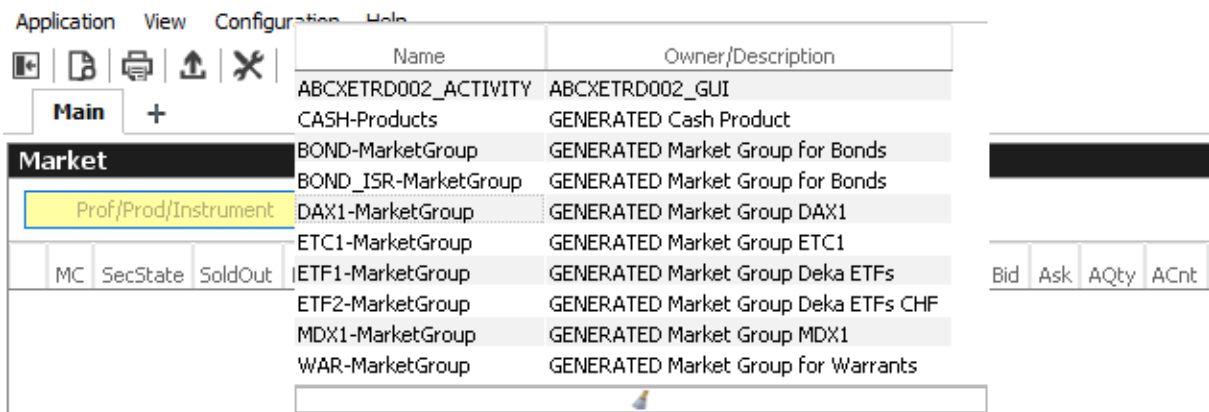 Application View Configuration Help
Main +
Market
Prof/Prod/Instrument
MC SecState SoldOut Bid Ask AQty ACnt
Name Owner/Description
ABCXETRD002_ACTIVITY ABCXETRD002_GUI
CASH-Products GENERATED Cash Product
BOND-MarketGroup GENERATED Market Group for Bonds
BOND_ISR-MarketGroup GENERATED Market Group for Bonds
DAX1-MarketGroup GENERATED Market Group DAX1
ETC1-MarketGroup GENERATED Market Group ETC1
ETF1-MarketGroup GENERATED Market Group Deka ETFs
ETF2-MarketGroup GENERATED Market Group Deka ETFs CHF
MDX1-MarketGroup GENERATED Market Group MDX1
WAR-MarketGroup GENERATED Market Group for Warrants